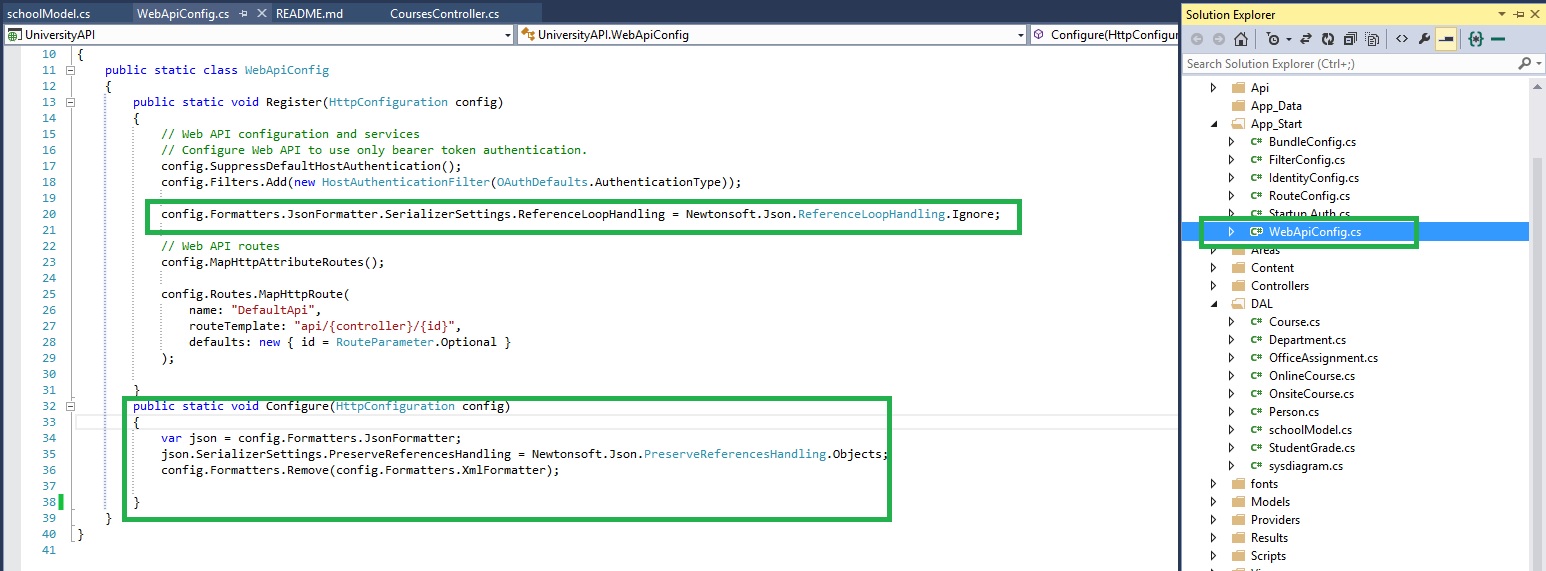 schoolModel.cs WebApiConfig.cs README.md CoursesController.cs
UniversityAPI UniversityAPI.WebApiConfig Configure(HttpConfigur
10 {
11 public static class WebApiConfig
12 {
13 public static void Register(HttpConfiguration config)
14 {
15 // Web API configuration and services
16 // Configure Web API to use only bearer token authentication.
17 config.SuppressDefaultHostAuthentication();
18 config.Filters.Add(new HostAuthenticationFilter(OAuthDefaults.AuthenticationType));
19
20 config.Formatters.JsonFormatter.SerializerSettings.ReferenceLoopHandling = Newtonsoft.Json.ReferenceLoopHandling.Ignore;
21
22 // Web API routes
23 config.MapHttpAttributeRoutes();
24
25 config.Routes.MapHttpRoute(
26 name: "DefaultApi",
27 routeTemplate: "api/{controller}/{id}",
28 defaults: new { id = RouteParameter.Optional }
29 );
30
31 }
32 public static void Configure(HttpConfiguration config)
33 {
34 var json = config.Formatters.JsonFormatter;
35 json.SerializerSettings.PreserveReferencesHandling = Newtonsoft.Json.PreserveReferencesHandling.Objects;
36 config.Formatters.Remove(config.Formatters.XmlFormatter);
37
38 }
39 }
40 }
41
Solution Explorer
Search Solution Explorer (Ctrl+;)
Api
App_Data
App_Start
C# BundleConfig.cs
C# FilterConfig.cs
C# IdentityConfig.cs
C# RouteConfig.cs
C# Startup.Auth.cs
C# WebApiConfig.cs
Areas
Content
Controllers
DAL
C# Course.cs
C# Department.cs
C# OfficeAssignment.cs
C# OnlineCourse.cs
C# OnsiteCourse.cs
C# Person.cs
C# schoolModel.cs
C# StudentGrade.cs
C# sysdiagram.cs
fonts
Models
Providers
Results
Scripts